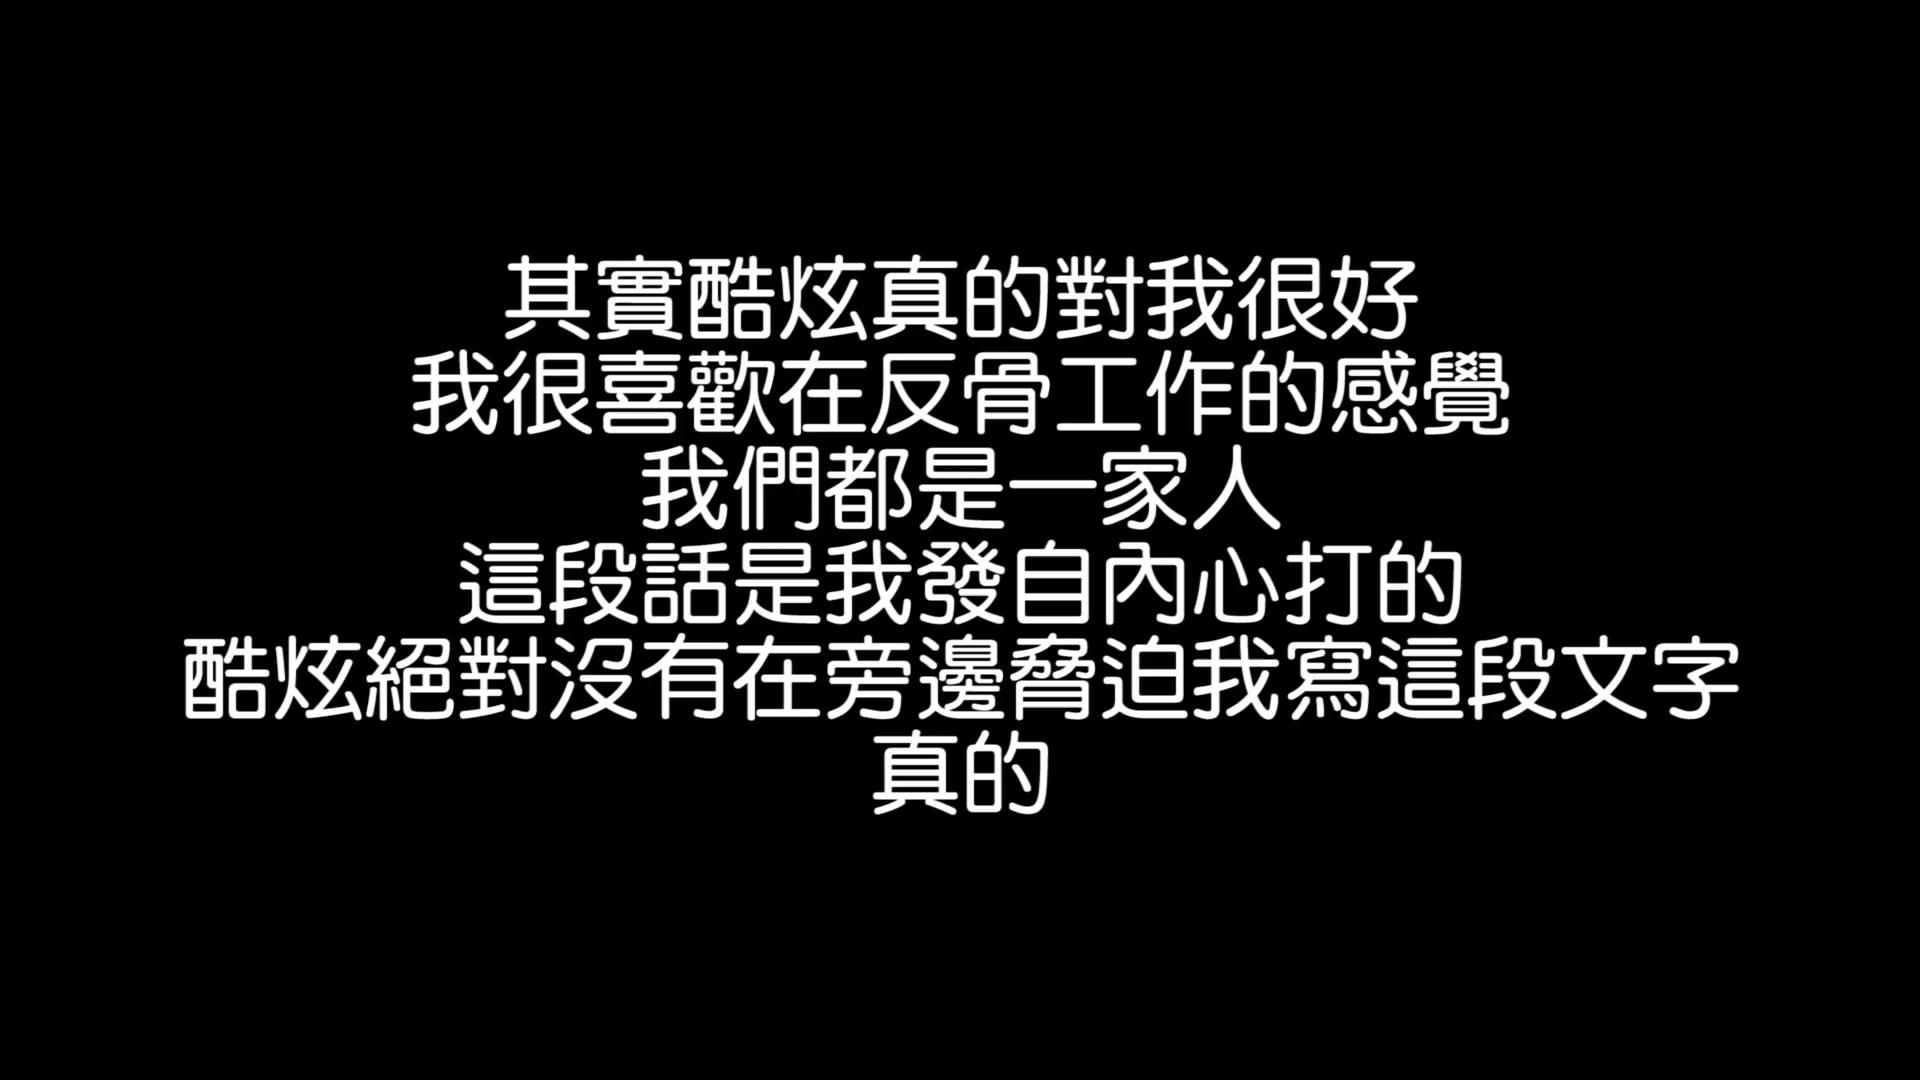 其實酷炫真的對我很好
我很喜歡在反骨工作的感覺
我們都是一家人
這段話是我發自內心打的
酷炫絕對沒有在旁邊脅迫我寫這段文字
真的